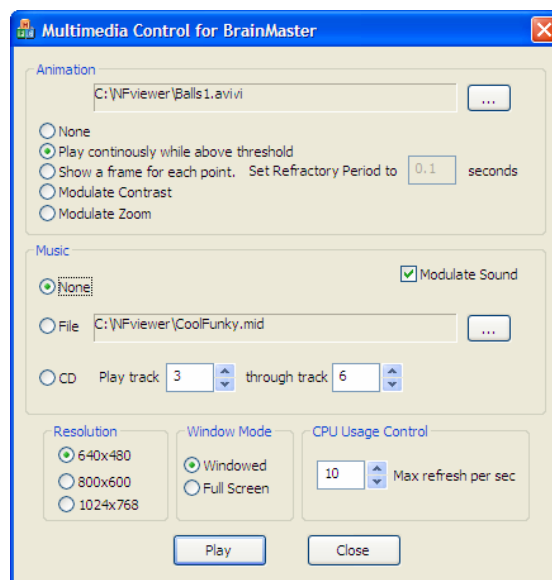 Multimedia Control for BrainMaster
Animation
C:\NFviewer\Balls1.avivi
...
None
Play continously while above threshold
Show a frame for each point. Set Refractory Period to 0.1 seconds
Modulate Contrast
Modulate Zoom
Music
Modulate Sound
None
File C:\NFviewer\CoolFunky.mid ...
CD Play track 3 through track 6
Resolution
640x480
800x600
1024x768
Window Mode
Windowed
Full Screen
CPU Usage Control
10 Max refresh per sec
Play Close